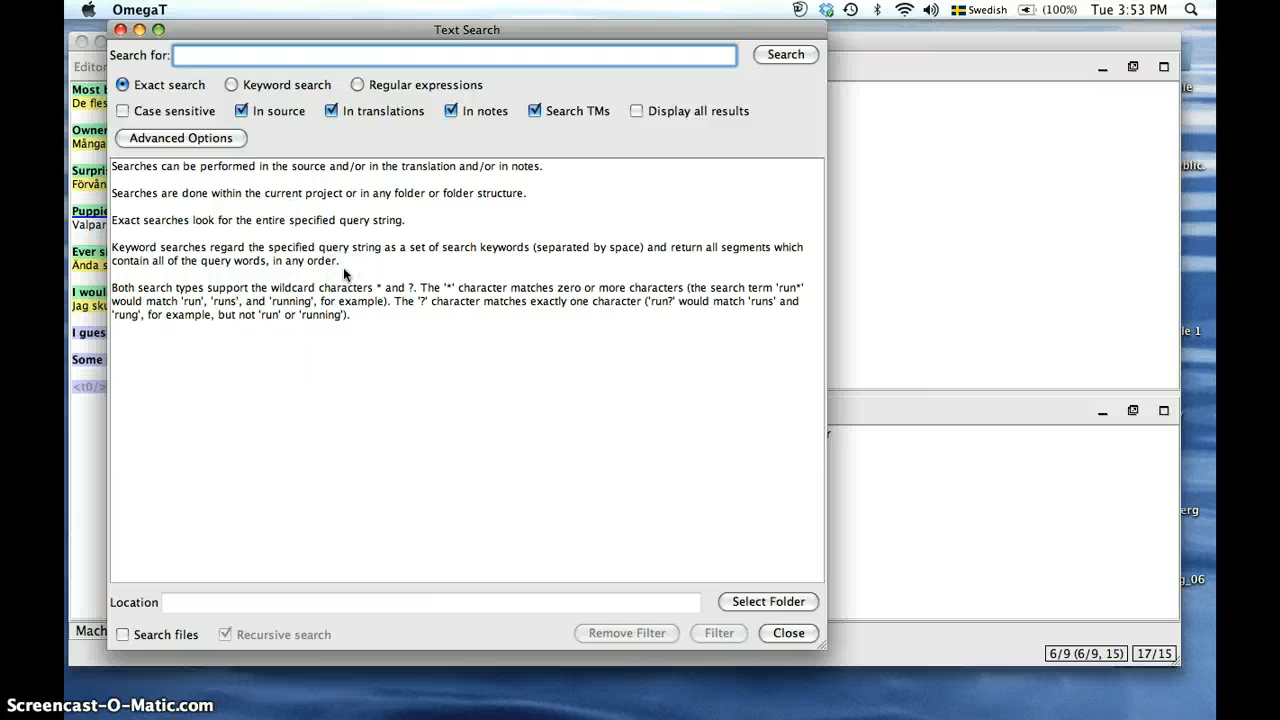 OmegaT
Swedish
(100%)
Tue 3:53 PM
Text Search
Editor
Search for:
Search
Exact search
Keyword search
Regular expressions
Case sensitive
In source
In translations
In notes
Search TMs
Display all results
Advanced Options
Searches can be performed in the source and/or in the translation and/or in notes.
Searches are done within the current project or in any folder or folder structure.
Exact searches look for the entire specified query string.
Keyword searches regard the specified query string as a set of search keywords (separated by space) and return all segments which
contain all of the query words, in any order.
Both search types support the wildcard characters * and ?. The '*' character matches zero or more characters (the search term 'run*'
would match 'run', 'runs', and 'running', for example). The '?' character matches exactly one character ('run?' would match 'runs' and
'rung', for example, but not 'run' or 'running').
Most b
De fles
Owner
Många
Surpri
Förvån
Puppie
Valpar
Ever si
Ända s
I woul
Jag sku
I gues
Some
<t0/>
Location
Select Folder
Search files
Recursive search
Remove Filter
Filter
Close
Mach
6/9 (6/9, 15)
17/15
Screencast-O-Matic.com